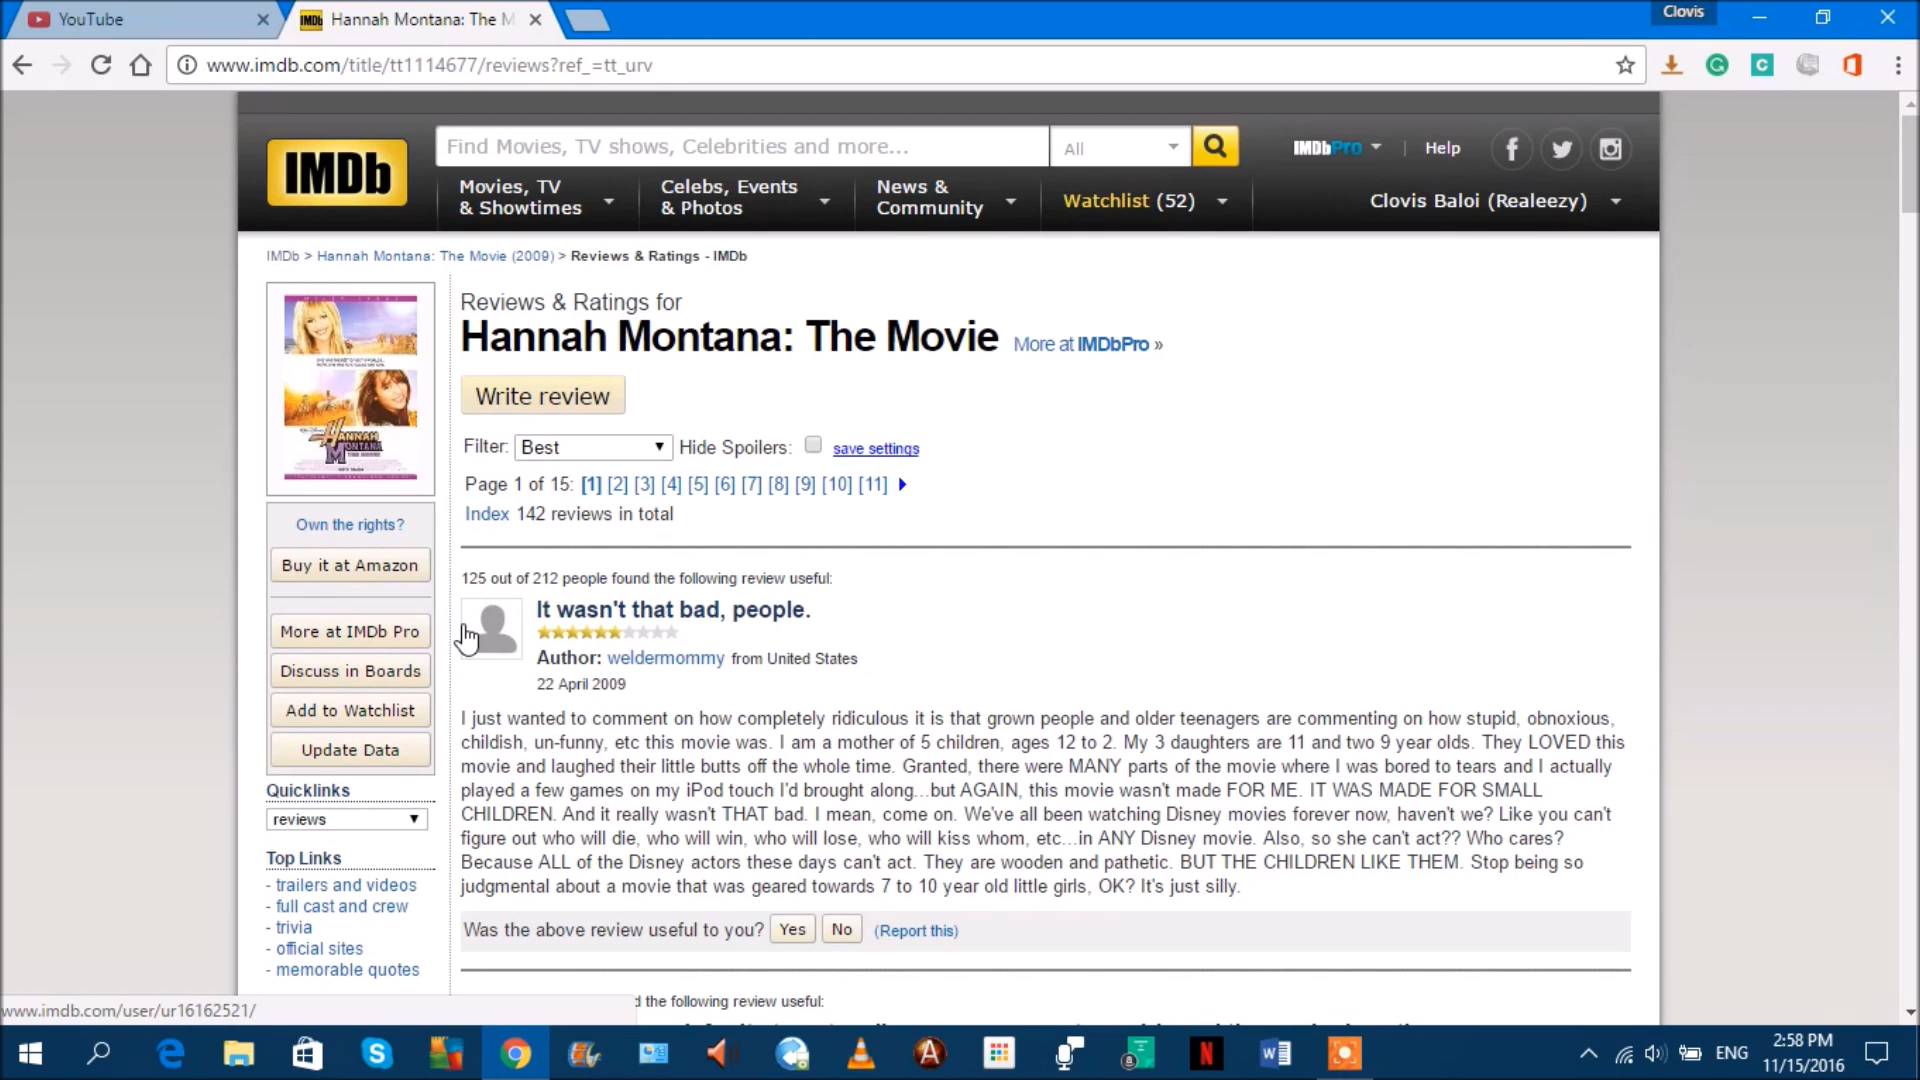 YouTube
IMDb Hannah Montana: The M
Clovis
www.imdb.com/title/tt1114677/reviews?ref_=tt_urv
IMDb
Find Movies, TV shows, Celebrities and more...
All
IMDbPro
Help
Movies, TV
& Showtimes
Celebs, Events
& Photos
News &
Community
Watchlist (52)
Clovis Baloi (Realeezy)
IMDb > Hannah Montana: The Movie (2009) > Reviews & Ratings - IMDb
HANNAH
MONTANA
Own the rights?
Buy it at Amazon
More at IMDb Pro
Discuss in Boards
Add to Watchlist
Update Data
Quicklinks
reviews
Top Links
- trailers and videos
- full cast and crew
- trivia
- official sites
- memorable quotes
Reviews & Ratings for
Hannah Montana: The Movie More at IMDbPro »
Write review
Filter: Best Hide Spoilers: save settings
Page 1 of 15: [1] [2] [3] [4] [5] [6] [7] [8] [9] [10] [11]
Index 142 reviews in total
125 out of 212 people found the following review useful:
It wasn't that bad, people.
Author: weldermommy from United States
22 April 2009
I just wanted to comment on how completely ridiculous it is that grown people and older teenagers are commenting on how stupid, obnoxious,
childish, un-funny, etc this movie was. I am a mother of 5 children, ages 12 to 2. My 3 daughters are 11 and two 9 year olds. They LOVED this
movie and laughed their little butts off the whole time. Granted, there were MANY parts of the movie where I was bored to tears and I actually
played a few games on my iPod touch I'd brought along...but AGAIN, this movie wasn't made FOR ME. IT WAS MADE FOR SMALL
CHILDREN. And it really wasn't THAT bad. I mean, come on. We've all been watching Disney movies forever now, haven't we? Like you can't
figure out who will die, who will win, who will lose, who will kiss whom, etc...in ANY Disney movie. Also, so she can't act?? Who cares?
Because ALL of the Disney actors these days can't act. They are wooden and pathetic. BUT THE CHILDREN LIKE THEM. Stop being so
judgmental about a movie that was geared towards 7 to 10 year old little girls, OK? It's just silly.
Was the above review useful to you? Yes No (Report this)
d the following review useful:
www.imdb.com/user/ur16162521/
ENG
2:58 PM
11/15/2016